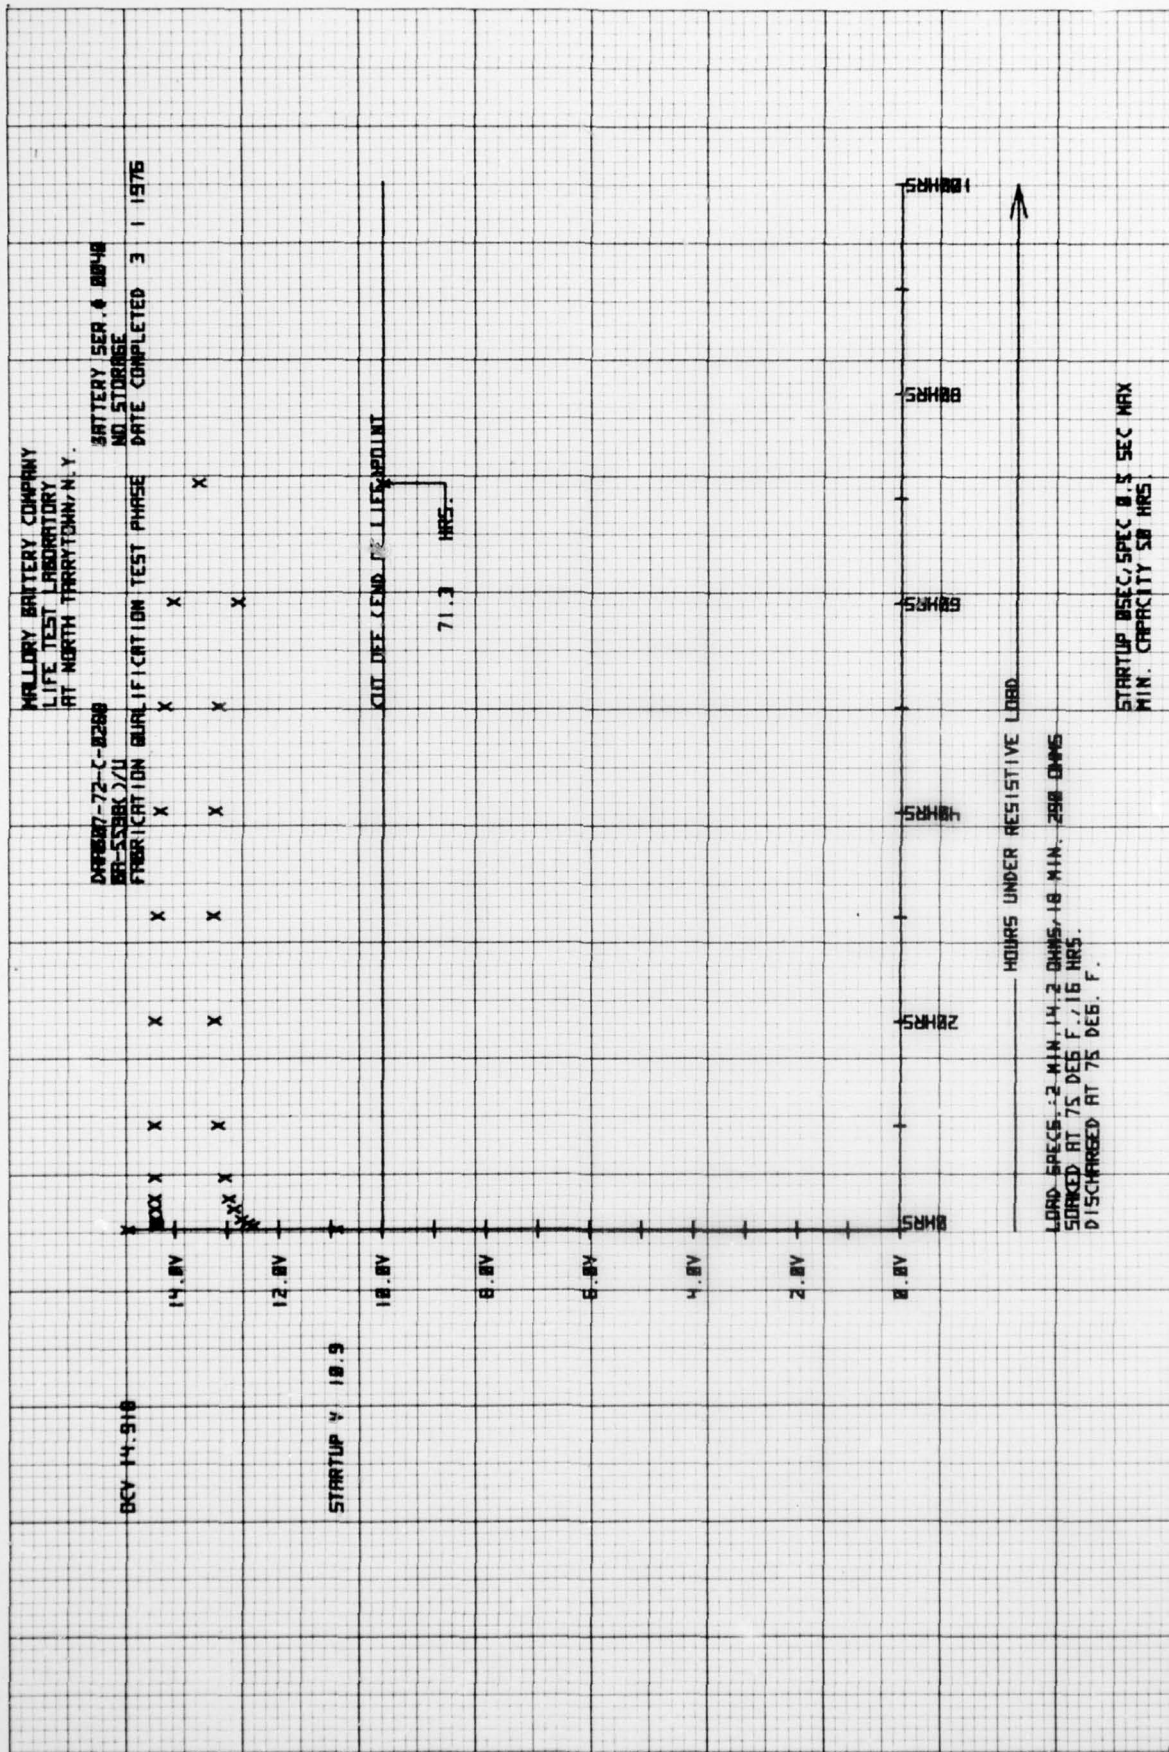 MALLORY BATTERY COMPANY
LIFE TEST LABORATORY
AT NORTH TARRYTOWN, N.Y.
BATTERY SER.# 0040
NO STORAGE
DATE COMPLETED 3 1 1976
DAAB07-72-C-0200
BA-5598( )/U
FABRICATION QUALIFICATION TEST PHASE
OCV 14.910
STARTUP V 10.9
14.0V
12.0V
10.0V
8.0V
6.0V
4.0V
2.0V
0.0V
CUT OFF (END OF LIFE) POINT
71.3 HRS.
0HRS
20HRS
40HRS
60HRS
80HRS
100HRS
HOURS UNDER RESISTIVE LOAD
LOAD SPECS.:2 MIN,14.2 OHMS/18 MIN. 290 OHMS
SOAKED AT 75 DEG F./16 HRS.
DISCHARGED AT 75 DEG. F.
STARTUP 0SEC/SPEC 0.5 SEC MAX
MIN. CAPACITY 50 HRS.